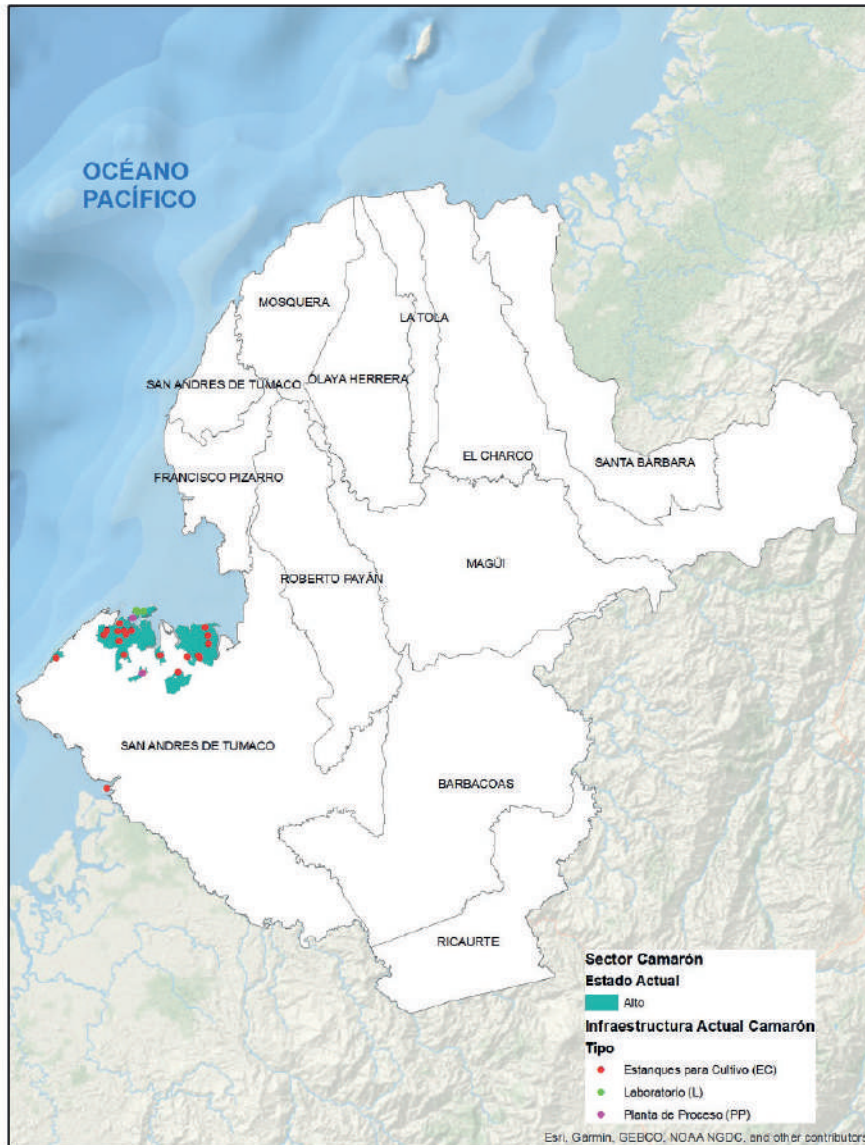 OCÉANO
PACÍFICO
MOSQUERA
LA TOLA
SAN ANDRES DE TUMACO
OLAYA HERRERA
FRANCISCO PIZARRO
EL CHARCO
SANTA BÁRBARA
MAGÜI
ROBERTO PAYÁN
SAN ANDRES DE TUMACO
BARBACOAS
RICAURTE
Sector Camarón
Estado Actual
Alto
Infraestructura Actual Camarón
Tipo
Estanques para Cultivo (EC)
Laboratorio (L)
Planta de Proceso (PP)
Esri, Garmin, GEBCO, NOAA NGDC, and other contributors